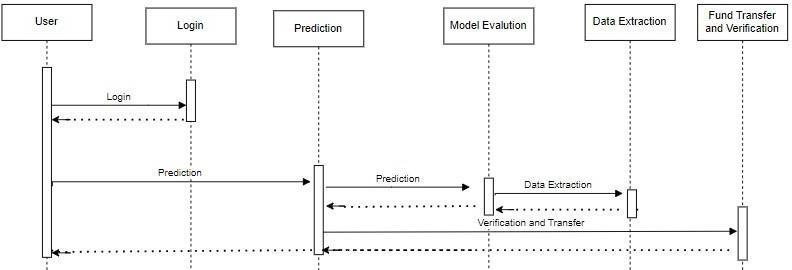 User
Login
Prediction
Model Evalution
Data Extraction
Fund Transfer
and Verification
Login
Prediction
Prediction
Data Extraction
Verification and Transfer